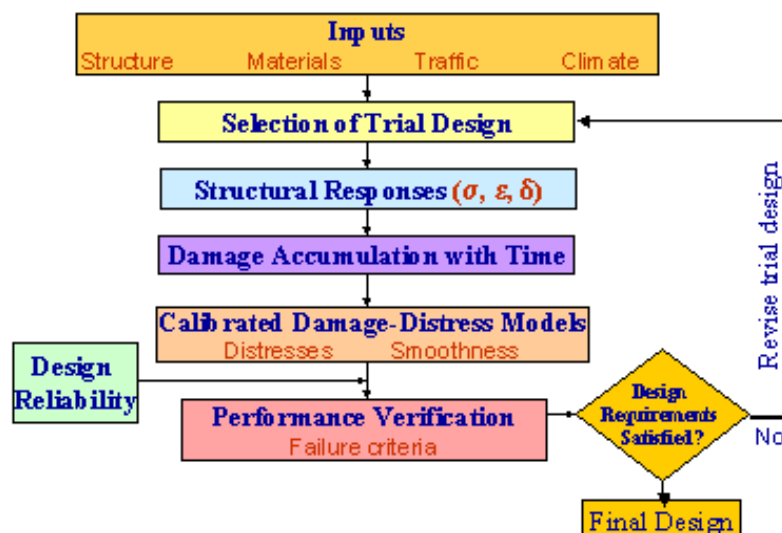 Inputs
Structure Materials Traffic Climate
Selection of Trial Design
Structural Responses (σ, ε, δ)
Damage Accumulation with Time
Calibrated Damage-Distress Models
Distresses Smoothness
Design
Reliability
Performance Verification
Failure criteria
Design
Requirements
Satisfied?
No
Revise trial design
Final Design